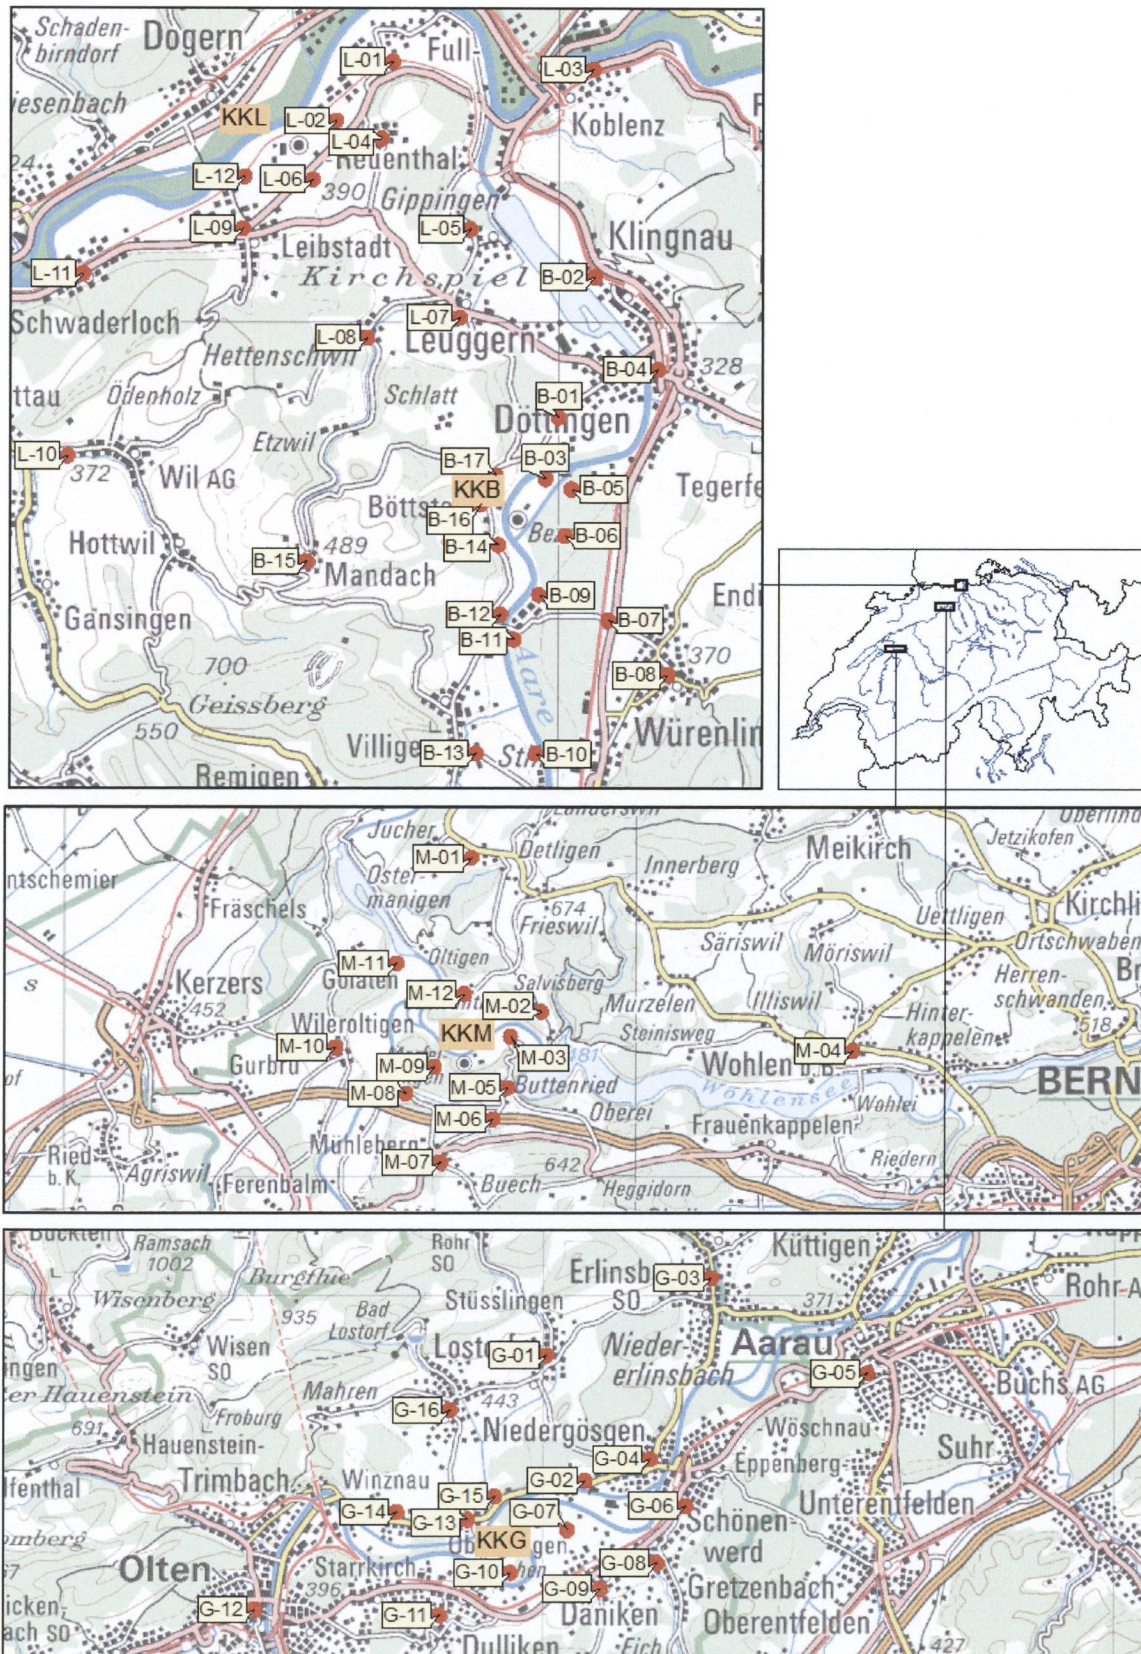 Schaden-
birndorf
Dogern
Full
L-01
L-03
KKL
L-02
L-04
Koblenz
Reuenthal
L-12
L-06
390
Gippingen
L-09
L-05
Klingnau
Leibstadt
Kirchspiel
B-02
L-11
Schwaderloch
L-07
L-08
Leuggern
Hettenschwil
B-04
328
Ödenholz
Schlatt
B-01
Döttingen
Etzwil
L-10
372
Wil AG
B-17
B-03
KKB
B-05
B-16
Hottwil
B-14
B-06
B-15
489
Mandach
B-09
Gansingen
B-12
B-07
B-11
700
Aare
370
B-08
Geissberg
550
Würenlin
B-13
B-10
Remigen
Jucher
M-01
Detligen
Innerberg
Meikirch
Jetzikofen
Oster-
manigen
Fräschels
674
Frieswil
Uettligen
Säriswil
Möriswil
Ortschwaben
M-11
Oltigen
Golaten
Kerzers
452
M-12
Salvisberg
M-02
Murzelen
Illiswil
Herren-
schwanden
Wileroltigen
KKM
Steinisweg
Hinter-
kappelen
518
M-10
M-03
481
M-04
Gurbrü
M-09
Wohlen
BERN
M-08
M-05
Buttenried
Wohlensee
Wohlei
M-06
Oberei
Frauenkappelen
Mühleberg
M-07
Ried
b. K.
Agriswil
Ferenbalm
Buech
642
Heggidorn
Riedern
Ramsach
1002
Burgflue
Rohr
SO
Küttigen
Wisenberg
935
Bad
Lostorf
Stüsslingen
Erlinsb
SO
G-03
371
Rohr-A
Wisen
SO
G-01
Nieder-
erlinsbach
Aarau
G-05
Hauenstein
Mahren
443
Buchs AG
G-16
Froburg
691
Hauenstein-
Niedergösgen
Wöschnau
Suhr
Trimbach
Winznau
G-04
Eppenberg
G-02
G-15
G-14
G-13
G-07
G-06
Unterentfelden
KKG
Schönen-
werd
Olten
Starrkirch
396
G-10
G-08
G-09
Gretzenbach
G-12
G-11
Däniken
Oberentfelden
Dulliken
Eich
427